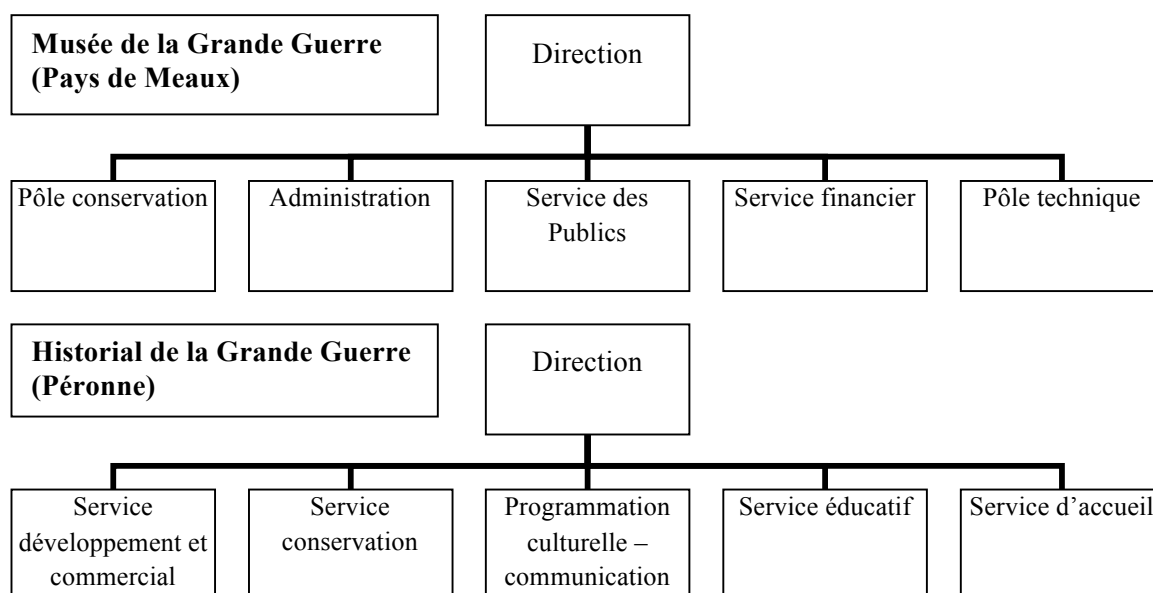 Musée de la Grande Guerre
(Pays de Meaux)
Direction
Pôle conservation
Administration
Service des
Publics
Service financier
Pôle technique
Historial de la Grande Guerre
(Péronne)
Direction
Service
développement et
commercial
Service
conservation
Programmation
culturelle –
communication
Service éducatif
Service d’accueil